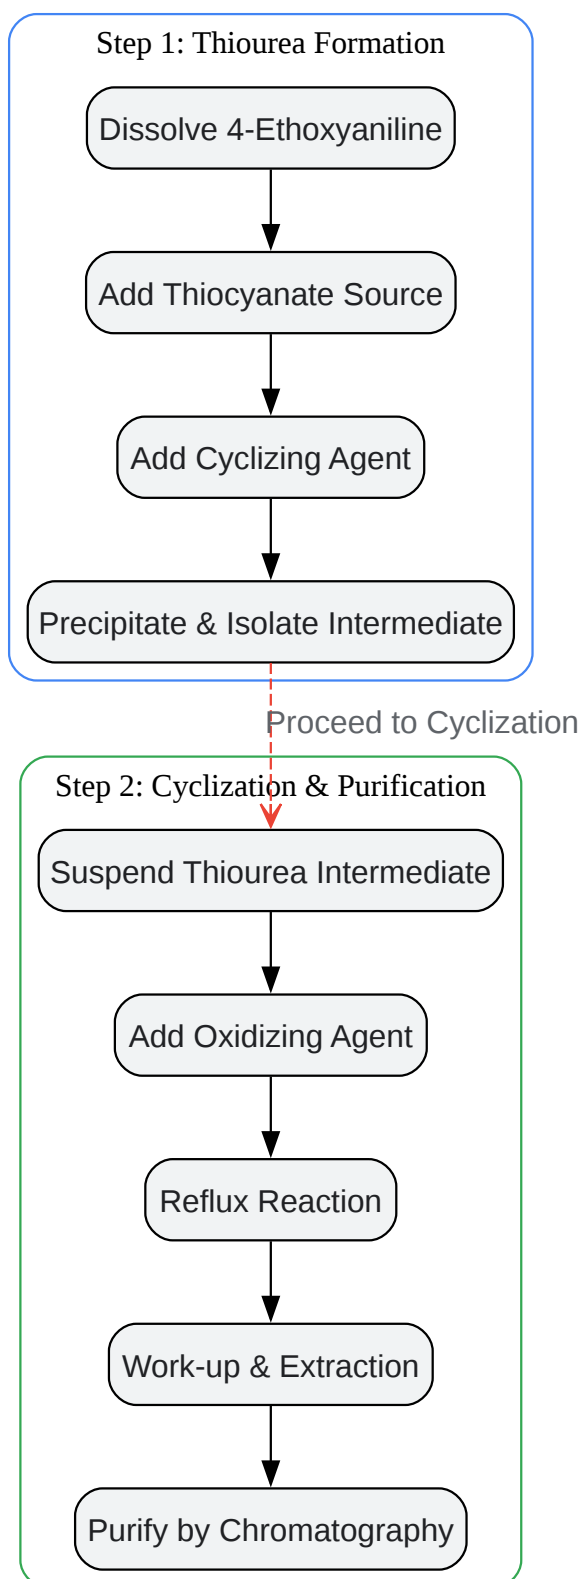 Step 1: Thiourea Formation
Dissolve 4-Ethoxyaniline
Add Thiocyanate Source
Add Cyclizing Agent
Precipitate & Isolate Intermediate
Proceed to Cyclization
Step 2: Cyclization & Purification
Suspend Thiourea Intermediate
Add Oxidizing Agent
Reflux Reaction
Work-up & Extraction
Purify by Chromatography